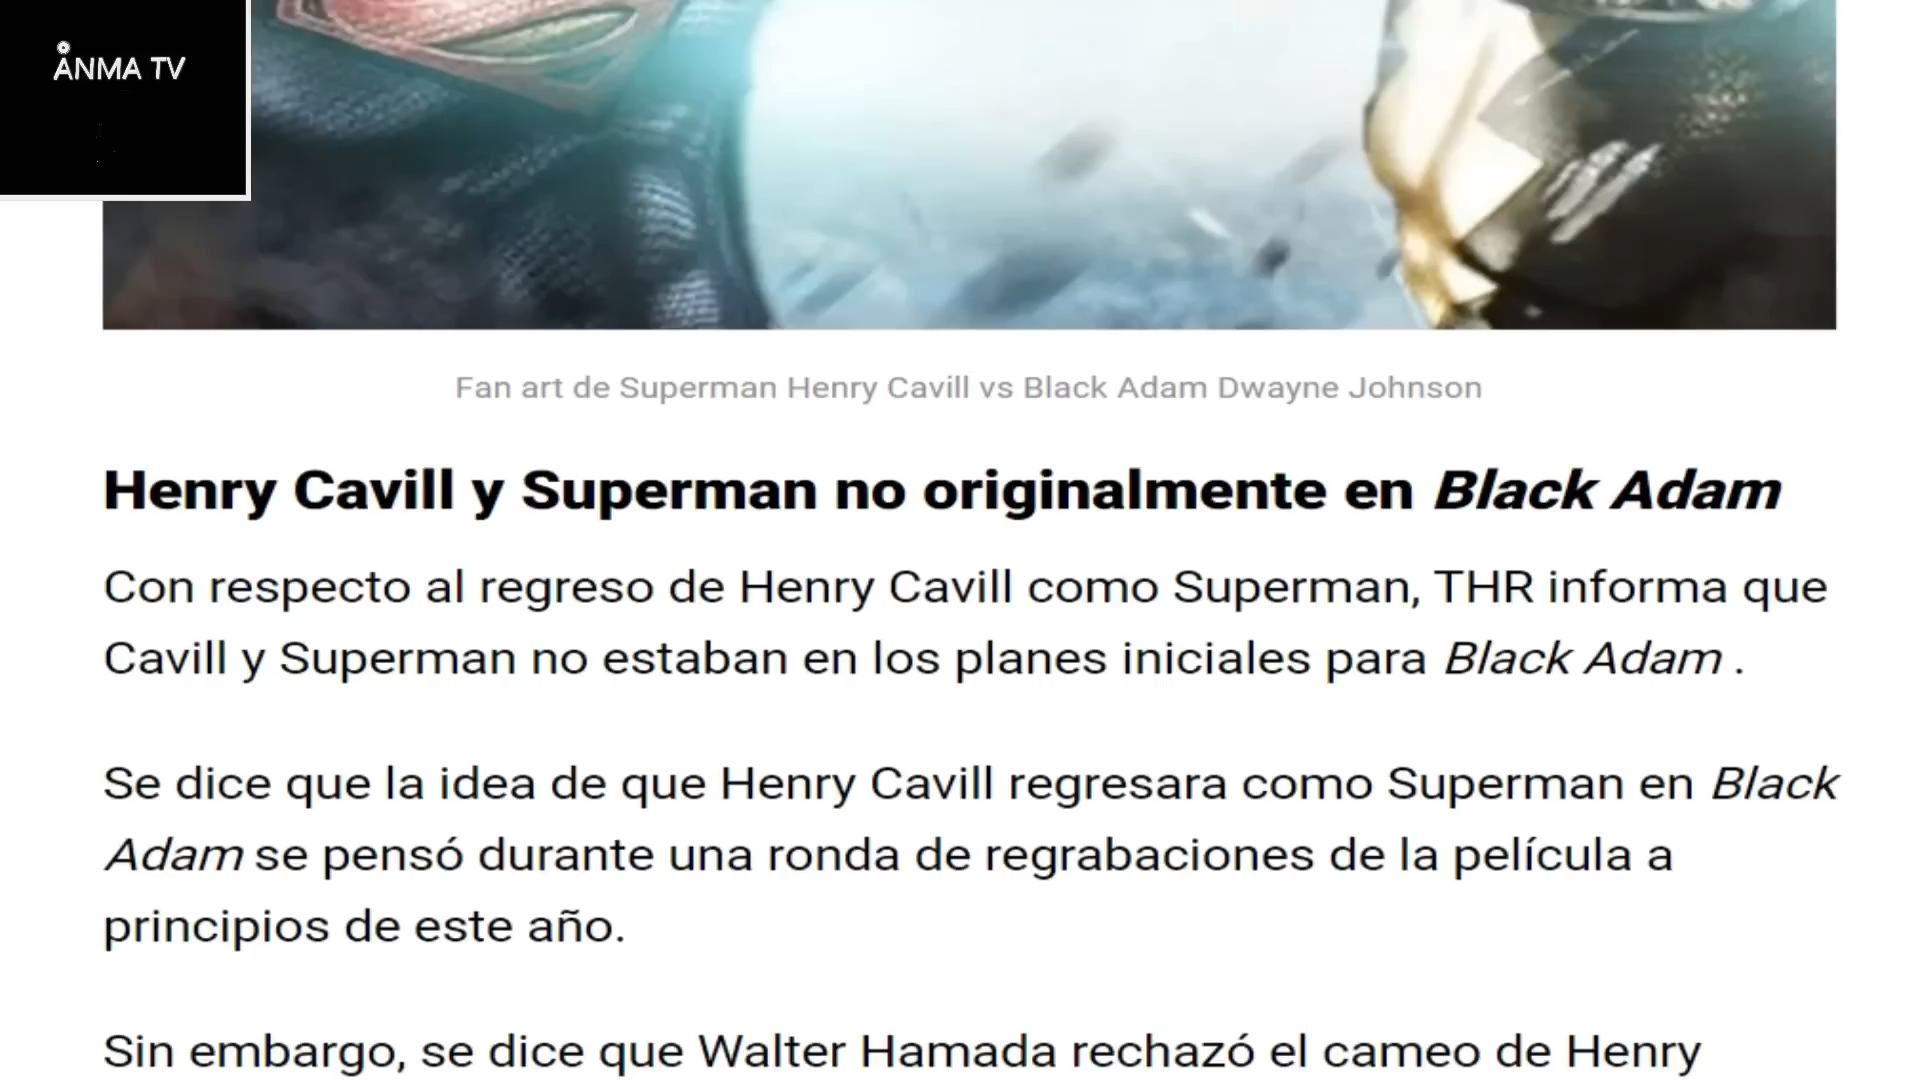 ANMA TV
Fan art de Superman Henry Cavill vs Black Adam Dwayne Johnson
Henry Cavill y Superman no originalmente en Black Adam
Con respecto al regreso de Henry Cavill como Superman, THR informa que
Cavill y Superman no estaban en los planes iniciales para Black Adam .
Se dice que la idea de que Henry Cavill regresara como Superman en Black
Adam se pensó durante una ronda de regrabaciones de la película a
principios de este año.
Sin embargo, se dice que Walter Hamada rechazó el cameo de Henry